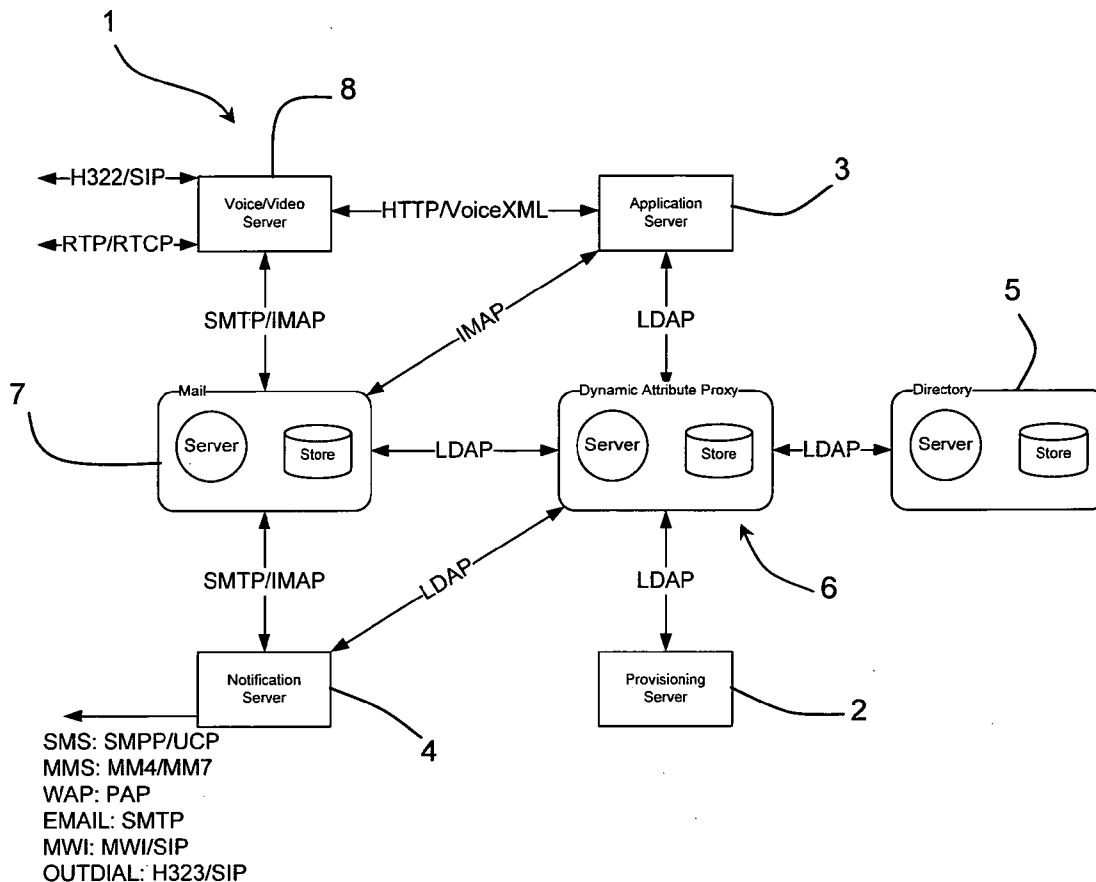 1
8
H322/SIP
Voice/Video
Server
HTTP/VoiceXML
Application
Server
3
RTP/RTCP
SMTP/IMAP
IMAP
LDAP
5
7
Mail
Server
Store
LDAP
Dynamic Attribute Proxy
Server
Store
LDAP
Directory
Server
Store
SMTP/IMAP
LDAP
LDAP
6
Notification
Server
4
Provisioning
Server
2
SMS: SMPP/UCP
MMS: MM4/MM7
WAP: PAP
EMAIL: SMTP
MWI: MWI/SIP
OUTDIAL: H323/SIP